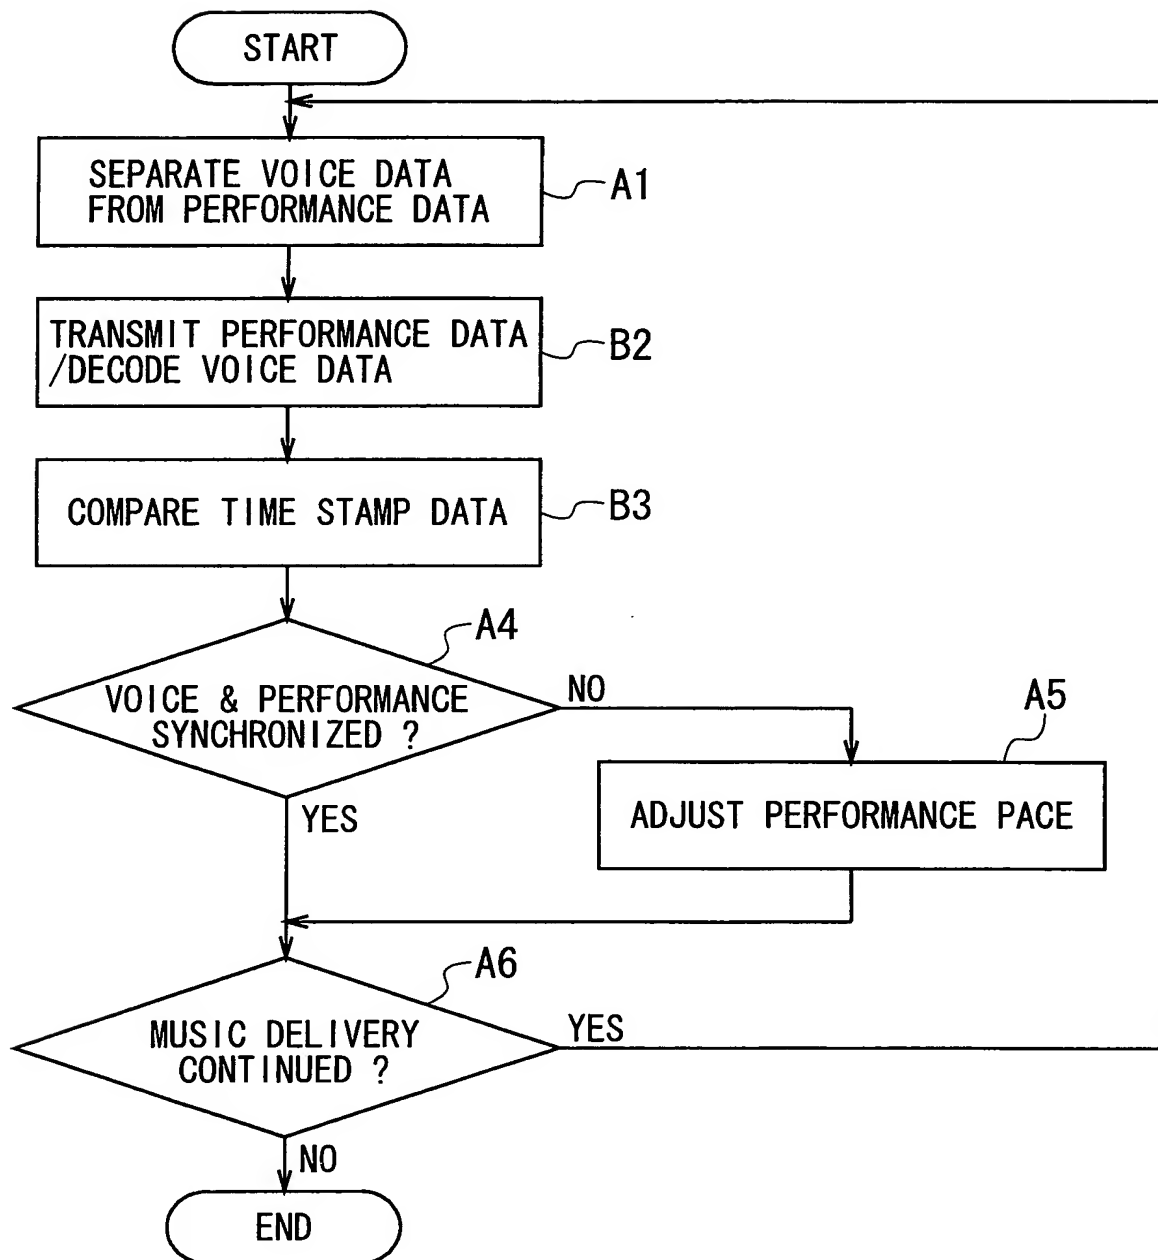 START
SEPARATE VOICE DATA
FROM PERFORMANCE DATA
A1
TRANSMIT PERFORMANCE DATA
/DECODE VOICE DATA
B2
COMPARE TIME STAMP DATA
B3
A4
VOICE & PERFORMANCE
SYNCHRONIZED ?
NO
A5
YES
ADJUST PERFORMANCE PACE
A6
MUSIC DELIVERY
CONTINUED ?
YES
NO
END